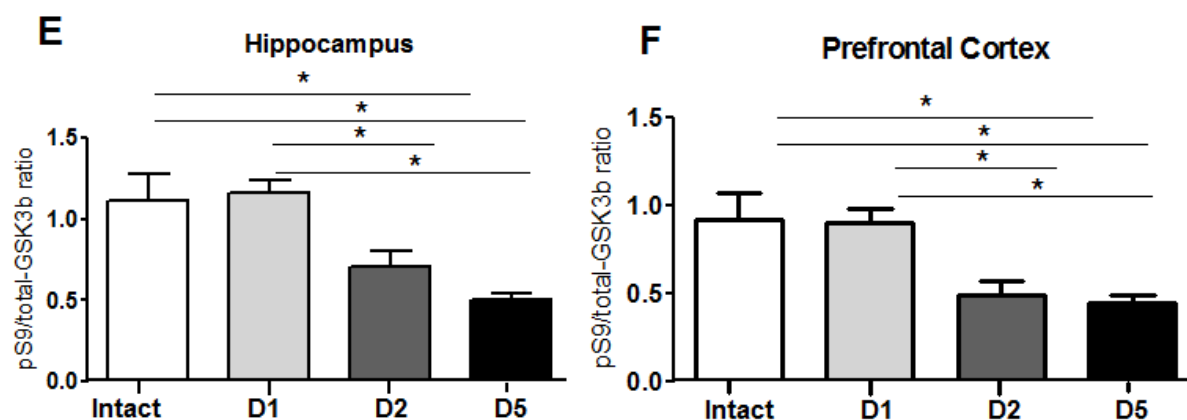 E
Hippocampus
*
*
*
*
pS9/total-GSK3b ratio
1.5
1.0
0.5
0.0
Intact D1 D2 D5
F
Prefrontal Cortex
*
*
*
*
pS9/total-GSK3b ratio
1.5
1.0
0.5
0.0
Intact D1 D2 D5